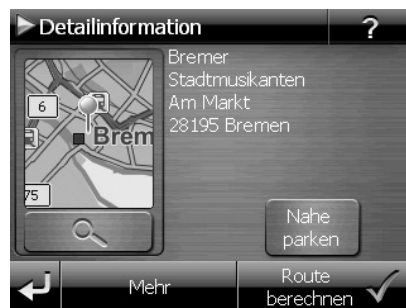 Detailinformation
?
Bremer
Stadtmusikanten
Am Markt
28195 Bremen
6
Brem
75
Nahe
parken
Mehr
Route
berechnen